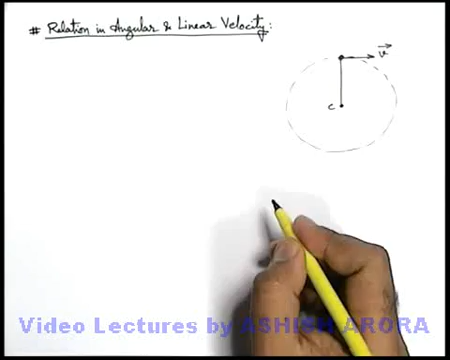 # Relation in Angular & Linear Velocity:
v
C
Video Lectures by ASHISH ARORA